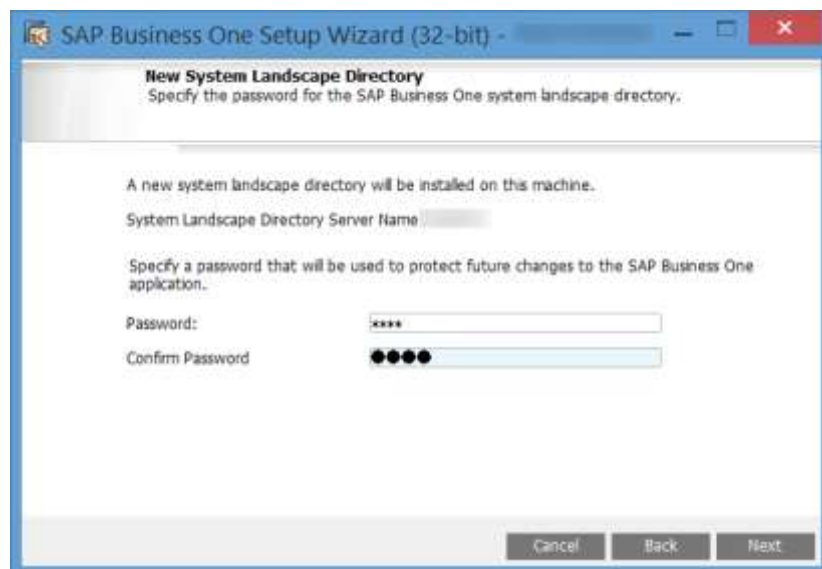 SAP Business One Setup Wizard (32-bit) -
New System Landscape Directory
Specify the password for the SAP Business One system landscape directory.
A new system landscape directory will be installed on this machine.
System Landscape Directory Server Name
Specify a password that will be used to protect future changes to the SAP Business One
application.
Password: ****
Confirm Password ●●●●
Cancel Back Next